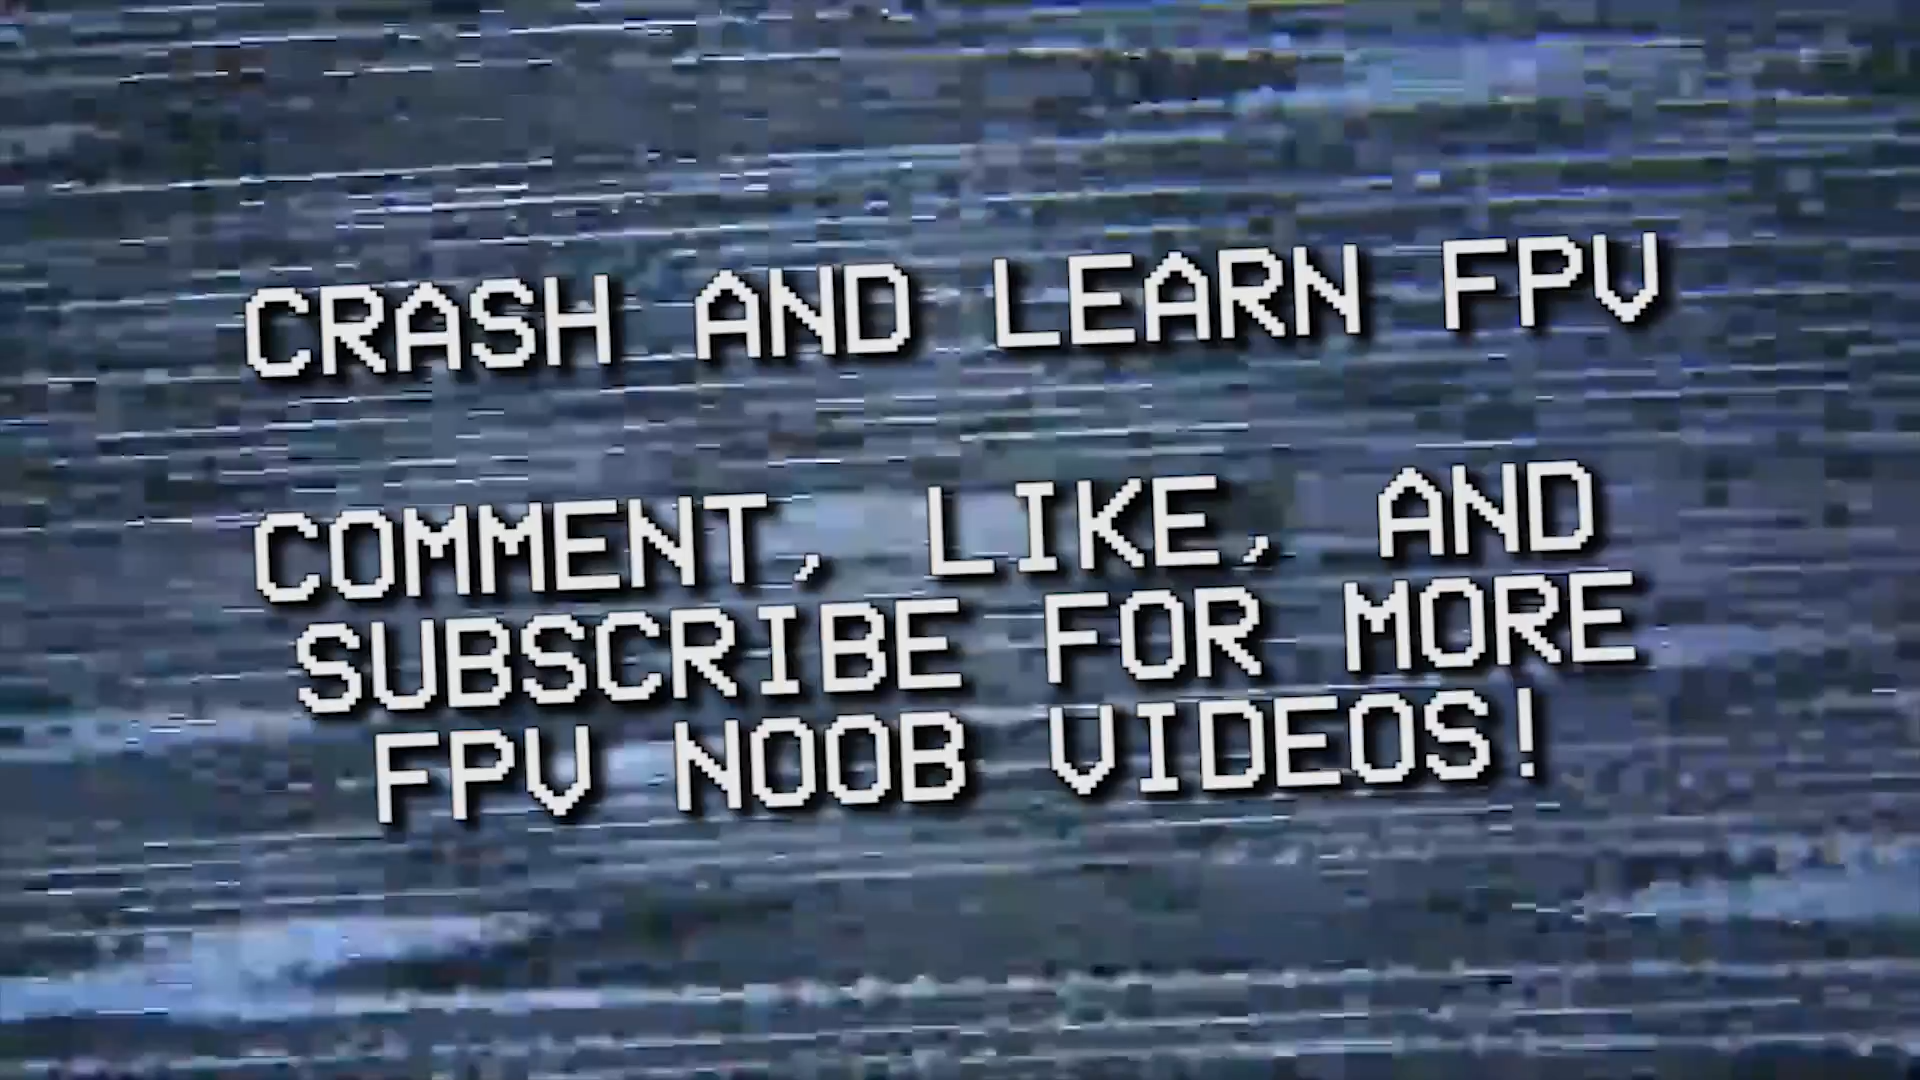 CRASH AND LEARN FPV
COMMENT, LIKE, AND
SUBSCRIBE FOR MORE
FPV NOOB VIDEOS!